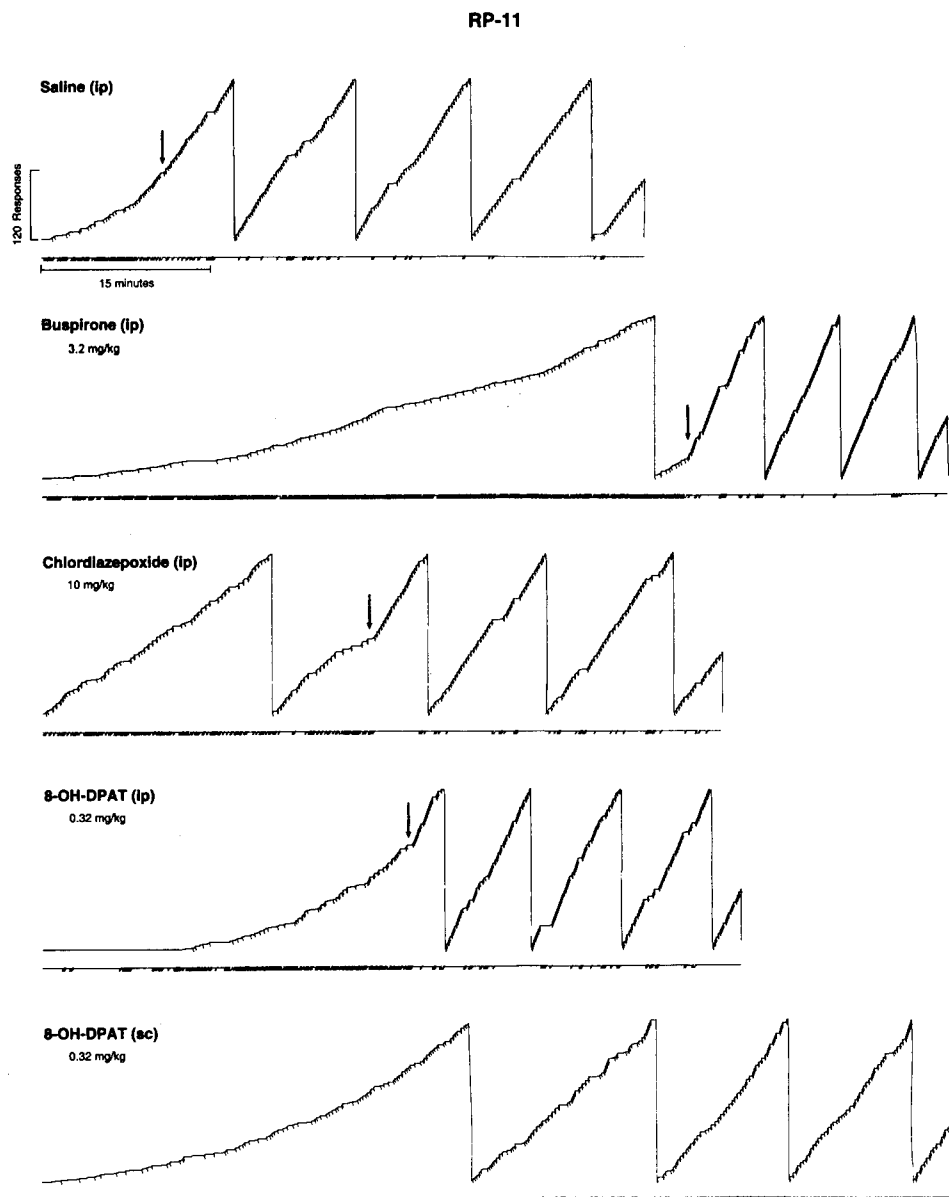 RP-11
Saline (ip)
120 Responses
15 minutes
Buspirone (ip)
3.2 mg/kg
Chlordiazepoxide (ip)
10 mg/kg
8-OH-DPAT (ip)
0.32 mg/kg
8-OH-DPAT (sc)
0.32 mg/kg